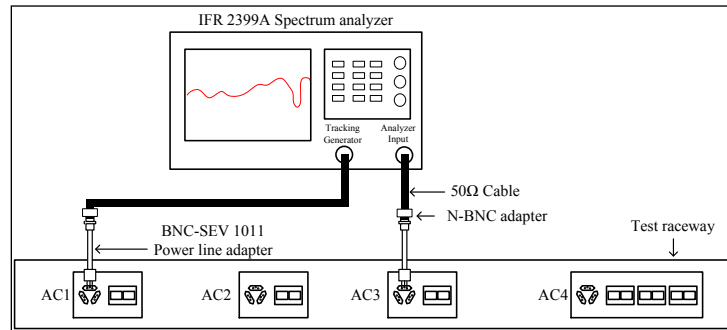 IFR 2399A Spectrum analyzer
Tracking
Generator
Analyzer
Input
50Ω Cable
N-BNC adapter
BNC-SEV 1011
Power line adapter
Test raceway
AC1
AC2
AC3
AC4